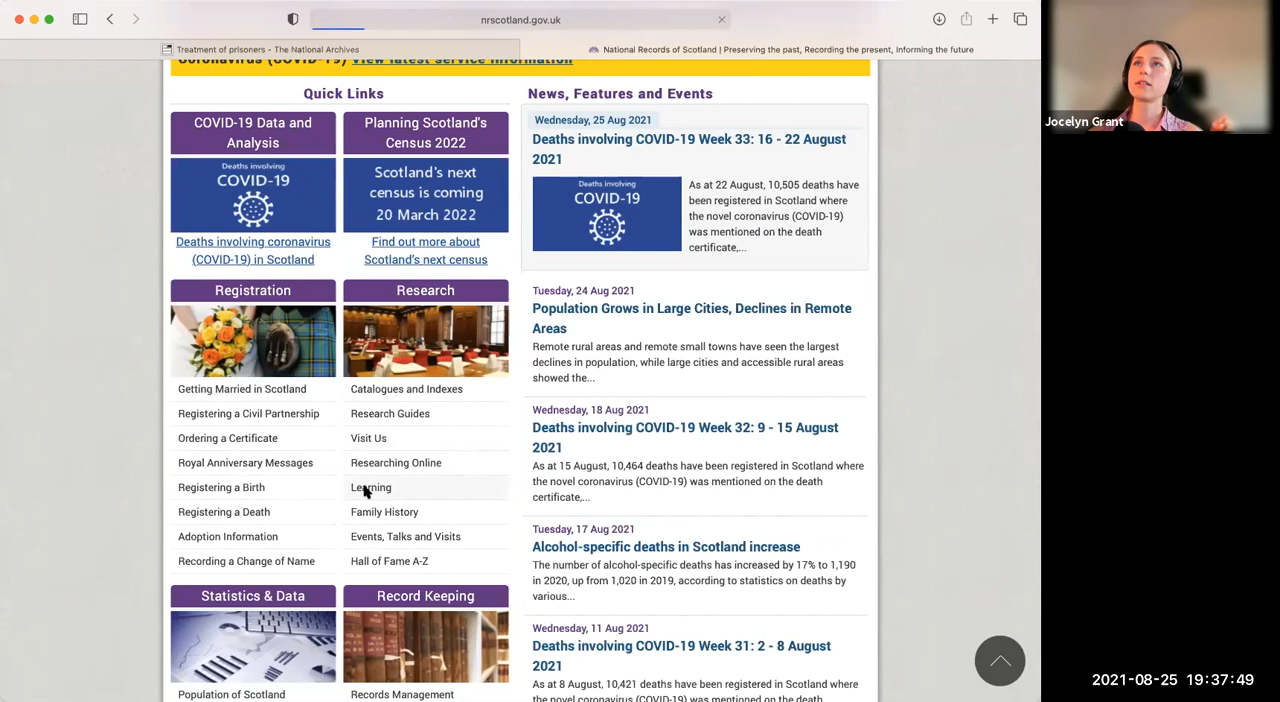 nrscotland.gov.uk
Treatment of prisoners - The National Archives
National Records of Scotland | Preserving the past, Recording the present, Informing the future
Coronavirus (COVID-19) View latest service information
Quick Links
COVID-19 Data and
Analysis
Deaths involving
COVID-19
Deaths involving coronavirus
(COVID-19) in Scotland
Planning Scotland's
Census 2022
Scotland's next
census is coming
20 March 2022
Find out more about
Scotland's next census
Registration
Getting Married in Scotland
Registering a Civil Partnership
Ordering a Certificate
Royal Anniversary Messages
Registering a Birth
Registering a Death
Adoption Information
Recording a Change of Name
Research
Catalogues and Indexes
Research Guides
Visit Us
Researching Online
Learning
Family History
Events, Talks and Visits
Hall of Fame A-Z
Statistics & Data
Population of Scotland
Record Keeping
Records Management
News, Features and Events
Wednesday, 25 Aug 2021
Deaths involving COVID-19 Week 33: 16 - 22 August
2021
Deaths involving
COVID-19
As at 22 August, 10,505 deaths have
been registered in Scotland where
the novel coronavirus (COVID-19)
was mentioned on the death
certificate,...
Tuesday, 24 Aug 2021
Population Grows in Large Cities, Declines in Remote
Areas
Remote rural areas and remote small towns have seen the largest
declines in population, while large cities and accessible rural areas
showed the...
Wednesday, 18 Aug 2021
Deaths involving COVID-19 Week 32: 9 - 15 August
2021
As at 15 August, 10,464 deaths have been registered in Scotland where
the novel coronavirus (COVID-19) was mentioned on the death
certificate,...
Tuesday, 17 Aug 2021
Alcohol-specific deaths in Scotland increase
The number of alcohol-specific deaths has increased by 17% to 1,190
in 2020, up from 1,020 in 2019, according to statistics on deaths by
various...
Wednesday, 11 Aug 2021
Deaths involving COVID-19 Week 31: 2 - 8 August
2021
As at 8 August, 10,421 deaths have been registered in Scotland where
the novel coronavirus (COVID-19) was mentioned on the death
Jocelyn Grant
2021-08-25 19:37:49